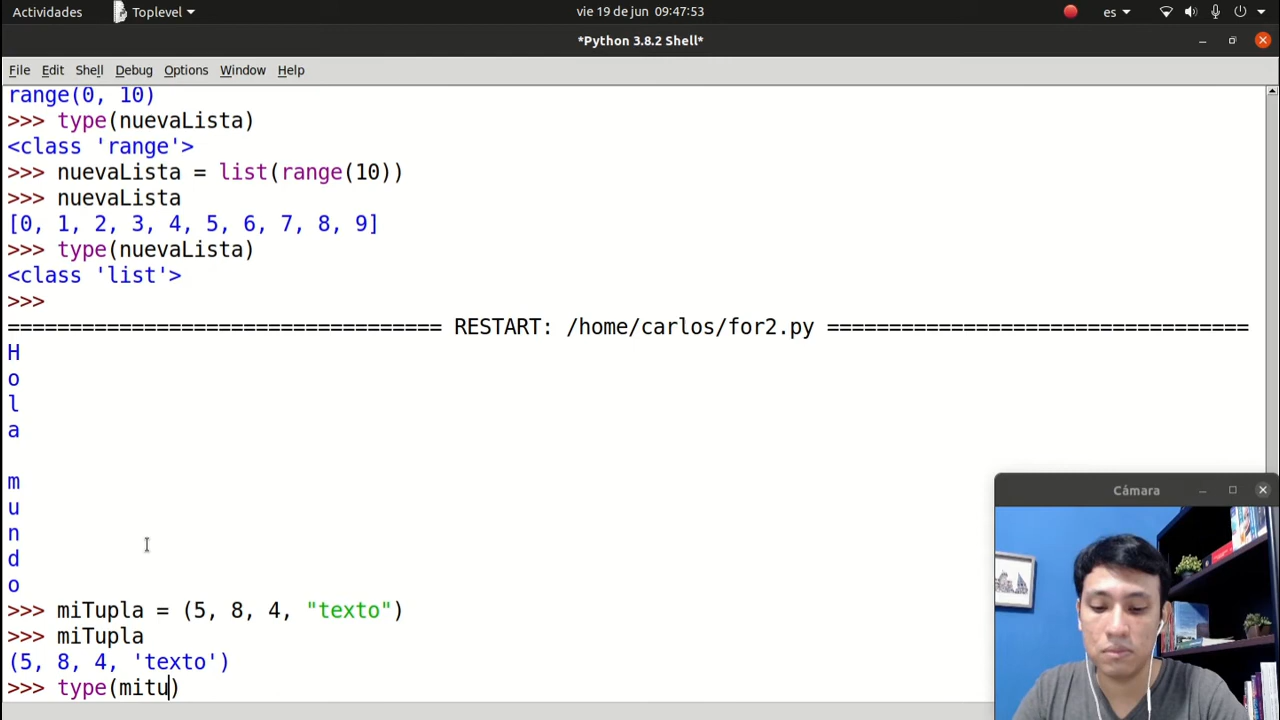 Actividades Toplevel vie 19 de jun 09:47:53 es
*Python 3.8.2 Shell*
File Edit Shell Debug Options Window Help
range(0, 10)
>>> type(nuevaLista)
<class 'range'>
>>> nuevaLista = list(range(10))
>>> nuevaLista
[0, 1, 2, 3, 4, 5, 6, 7, 8, 9]
>>> type(nuevaLista)
<class 'list'>
>>>
=================================== RESTART: /home/carlos/for2.py ==================================
H
o
l
a
m
u
n
d
o
>>> miTupla = (5, 8, 4, "texto")
>>> miTupla
(5, 8, 4, 'texto')
>>> type(mitu)
Cámara